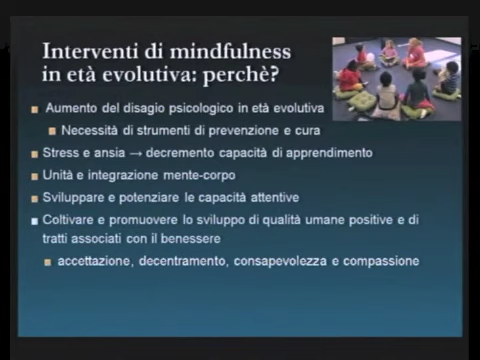 Interventi di mindfulness
in età evolutiva: perchè?
Aumento del disagio psicologico in età evolutiva
Necessità di strumenti di prevenzione e cura
Stress e ansia → decremento capacità di apprendimento
Unità e integrazione mente-corpo
Sviluppare e potenziare le capacità attentive
Coltivare e promuovere lo sviluppo di qualità umane positive e di
tratti associati con il benessere
accettazione, decentramento, consapevolezza e compassione